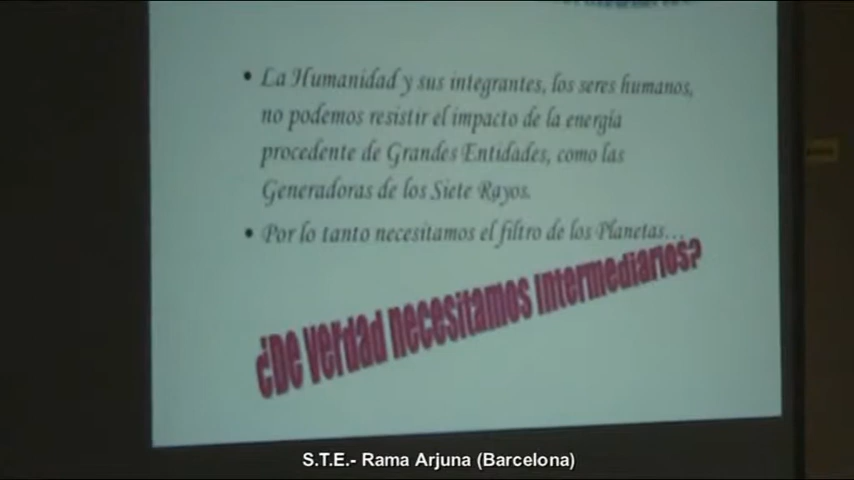 • La Humanidad y sus integrantes, los seres humanos,
no podemos resistir el impacto de la energía
procedente de Grandes Entidades, como las
Generadoras de los Siete Rayos.
• Por lo tanto necesitamos el filtro de los Planetas...
¿De verdad necesitamos intermediarios?
S.T.E.- Rama Arjuna (Barcelona)